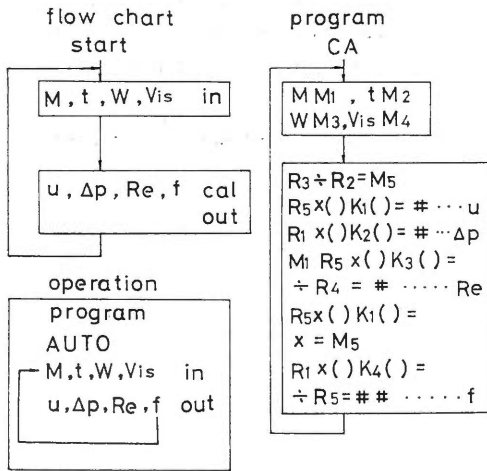 flow chart
start
M, t, W, Vis in
u, Δp, Re, f cal
out
operation
program
AUTO
M, t, W, Vis in
u, Δp, Re, f out
program
CA
M M1 , t M2
W M3, Vis M4
R3 ÷ R2 = M5
R5 x ( ) K1 ( ) = # ··· u
R1 x ( ) K2 ( ) = # ··· Δp
M1 R5 x ( ) K3 ( ) =
÷ R4 = # ····· Re
R5 x ( ) K1 ( ) =
x = M5
R1 x ( ) K4 ( ) =
÷ R5 = # # ······ f